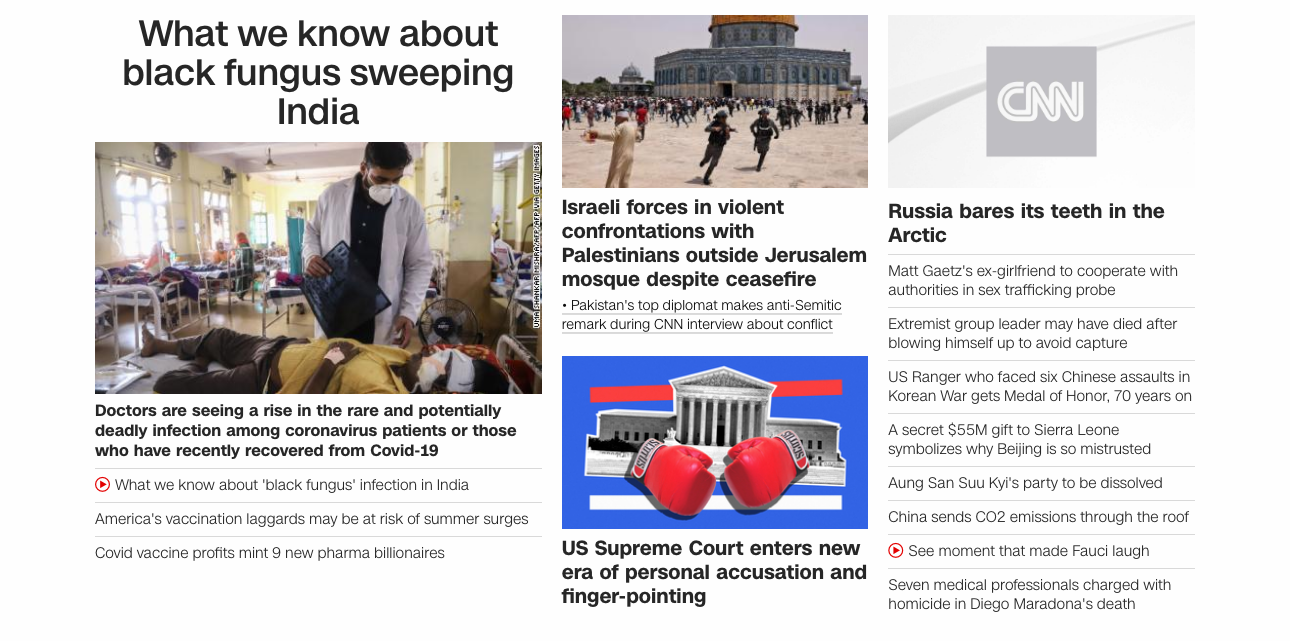 What we know about
black fungus sweeping
India
UMA SHANKAR MISHRA/AFP/AFP VIA GETTY IMAGES
Doctors are seeing a rise in the rare and potentially
deadly infection among coronavirus patients or those
who have recently recovered from Covid-19
What we know about 'black fungus' infection in India
America's vaccination laggards may be at risk of summer surges
Covid vaccine profits mint 9 new pharma billionaires
Israeli forces in violent
confrontations with
Palestinians outside Jerusalem
mosque despite ceasefire
• Pakistan's top diplomat makes anti-Semitic
remark during CNN interview about conflict
US Supreme Court enters new
era of personal accusation and
finger-pointing
CNN
Russia bares its teeth in the
Arctic
Matt Gaetz's ex-girlfriend to cooperate with
authorities in sex trafficking probe
Extremist group leader may have died after
blowing himself up to avoid capture
US Ranger who faced six Chinese assaults in
Korean War gets Medal of Honor, 70 years on
A secret $55M gift to Sierra Leone
symbolizes why Beijing is so mistrusted
Aung San Suu Kyi's party to be dissolved
China sends CO2 emissions through the roof
See moment that made Fauci laugh
Seven medical professionals charged with
homicide in Diego Maradona's death